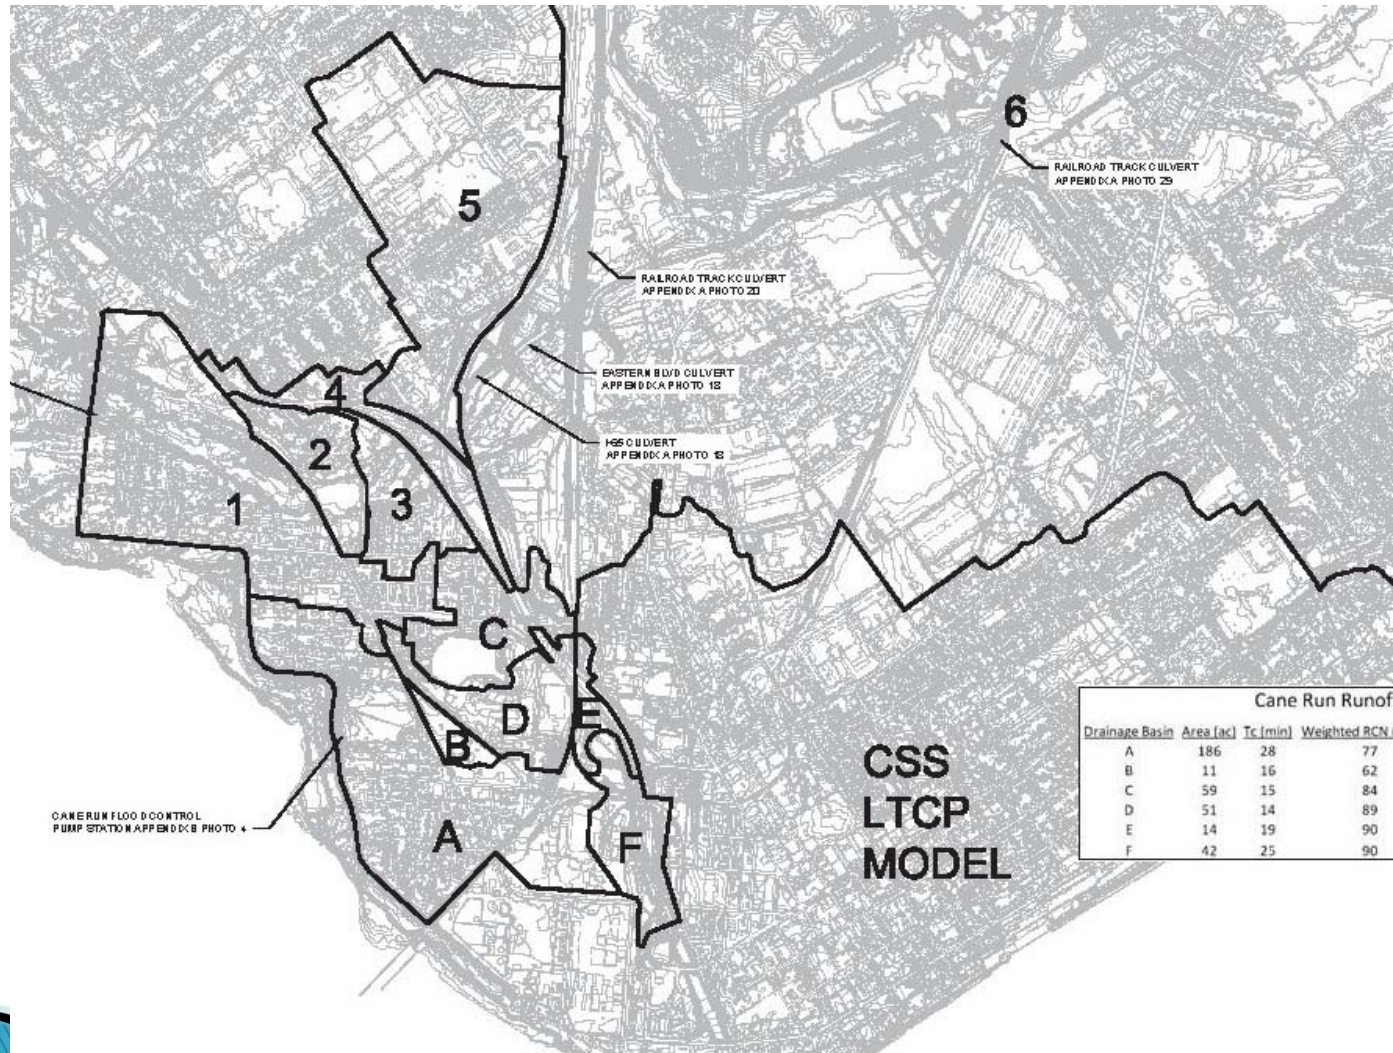 6
RAILROAD TRACK CULVERT
APPENDIX A PHOTO 29
5
RAILROAD TRACK CULVERT
APPENDIX A PHOTO 20
EASTERN BLVD CULVERT
APPENDIX A PHOTO 18
4
I-65 CULVERT
APPENDIX A PHOTO 18
2
3
1
C
D
E
B
A
F
CANE RUN FLOOD CONTROL
PUMP STATION APPENDIX B PHOTO 4
CSS
LTCP
MODEL
Cane Run Runof
Drainage Basin Area (ac) Tc (min) Weighted RCN
A 186 28 77
B 11 16 62
C 59 15 84
D 51 14 89
E 14 19 90
F 42 25 90